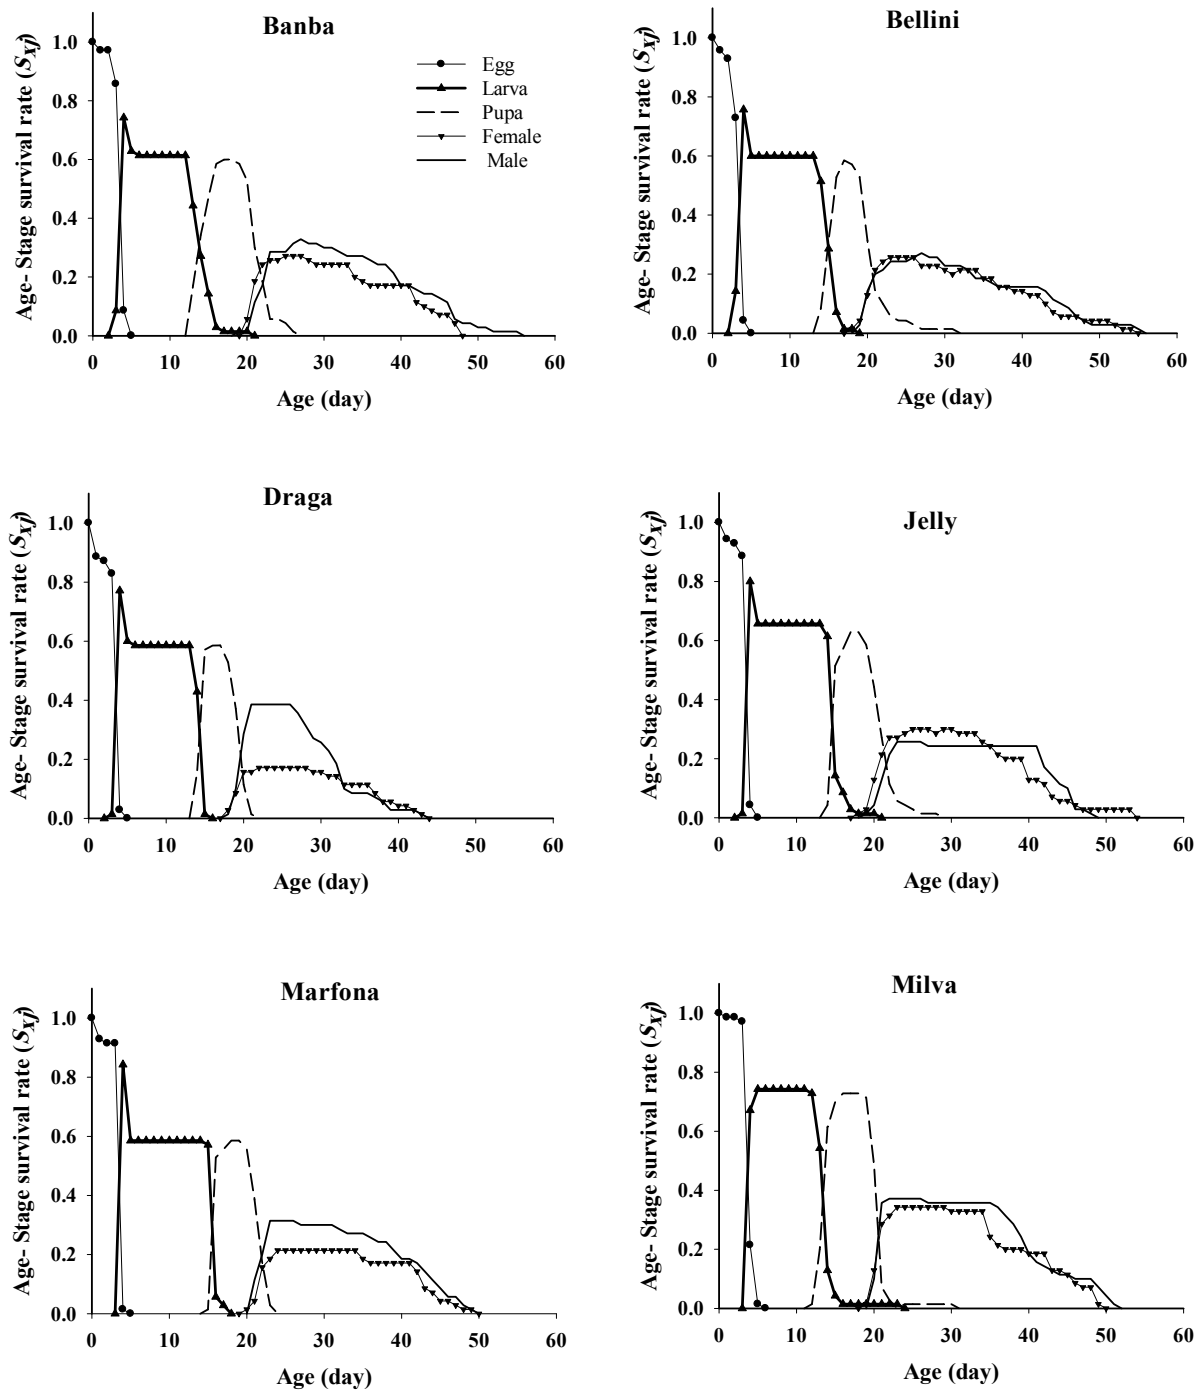 Banba
Age- Stage survival rate (Sxj)
1.0
0.8
0.6
0.4
0.2
0.0
Egg
Larva
Pupa
Female
Male
0 10 20 30 40 50 60
Age (day)
Bellini
Age- Stage survival rate (Sxj)
1.0
0.8
0.6
0.4
0.2
0.0
0 10 20 30 40 50 60
Age (day)
Draga
Age- Stage survival rate (Sxj)
1.0
0.8
0.6
0.4
0.2
0.0
0 10 20 30 40 50 60
Age (day)
Jelly
Age- Stage survival rate (Sxj)
1.0
0.8
0.6
0.4
0.2
0.0
0 10 20 30 40 50 60
Age (day)
Marfona
Age- Stage survival rate (Sxj)
1.0
0.8
0.6
0.4
0.2
0.0
0 10 20 30 40 50 60
Age (day)
Milva
Age- Stage survival rate (Sxj)
1.0
0.8
0.6
0.4
0.2
0.0
0 10 20 30 40 50 60
Age (day)